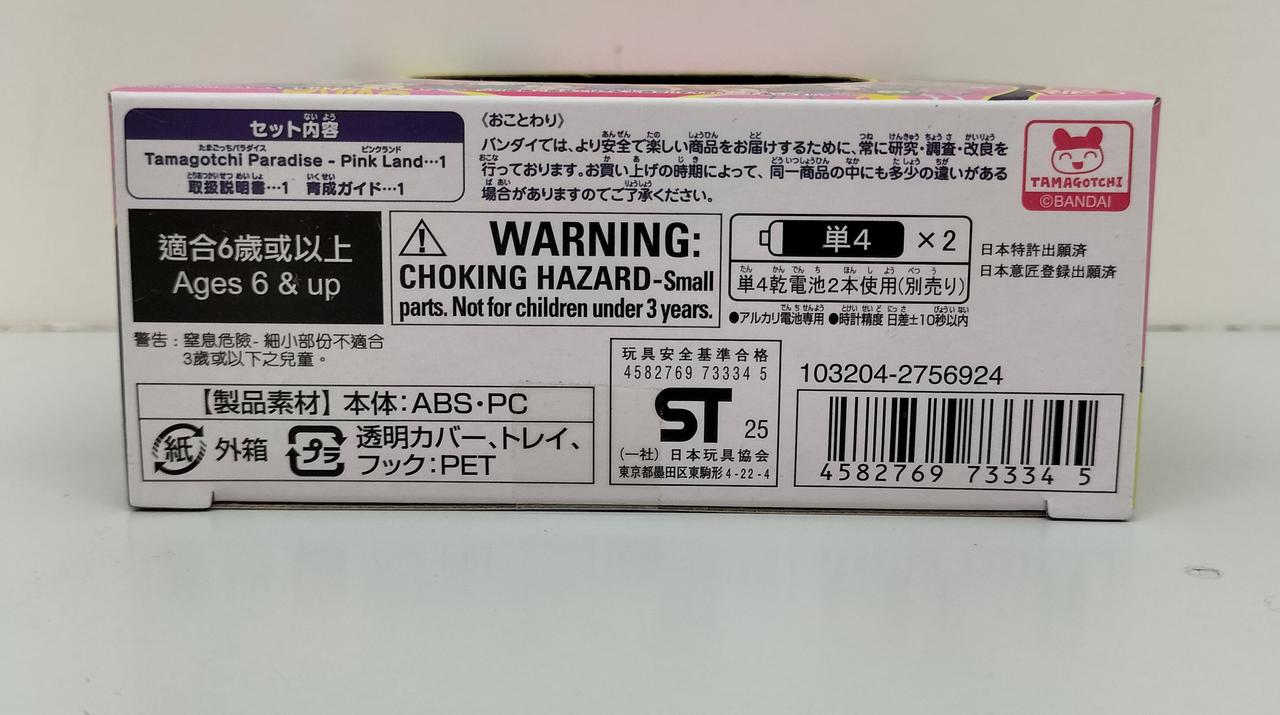 セット内容
Tamagotchi Paradise - Pink Land…1
取扱説明書…1 育成ガイド…1
《おことわり》
バンダイでは、より安全で楽しい商品をお届けするために、常に研究・調査・改良を
行っております。お買い上げの時期によって、同一商品の中にも多少の違いがある
場合がありますのでご了承ください。
TAMAGOTCHI
©BANDAI
適合6歲或以上
Ages 6 & up
WARNING:
CHOKING HAZARD-Small
parts. Not for children under 3 years.
単4 ×2
単4乾電池2本使用(別売り)
●アルカリ電池専用 ●時計精度 日差±10秒以内
日本特許出願済
日本意匠登録出願済
警告：窒息危險- 細小部份不適合
3歲或以下之兒童。
【製品素材】本体：ABS・PC
紙 外箱
プラ 透明カバー、トレイ、
フック：PET
玩具安全基準合格
4582769 73334 5
ST 25
(一社) 日本玩具協会
東京都墨田区東駒形4-22-4
103204-2756924
4582769 73334 5